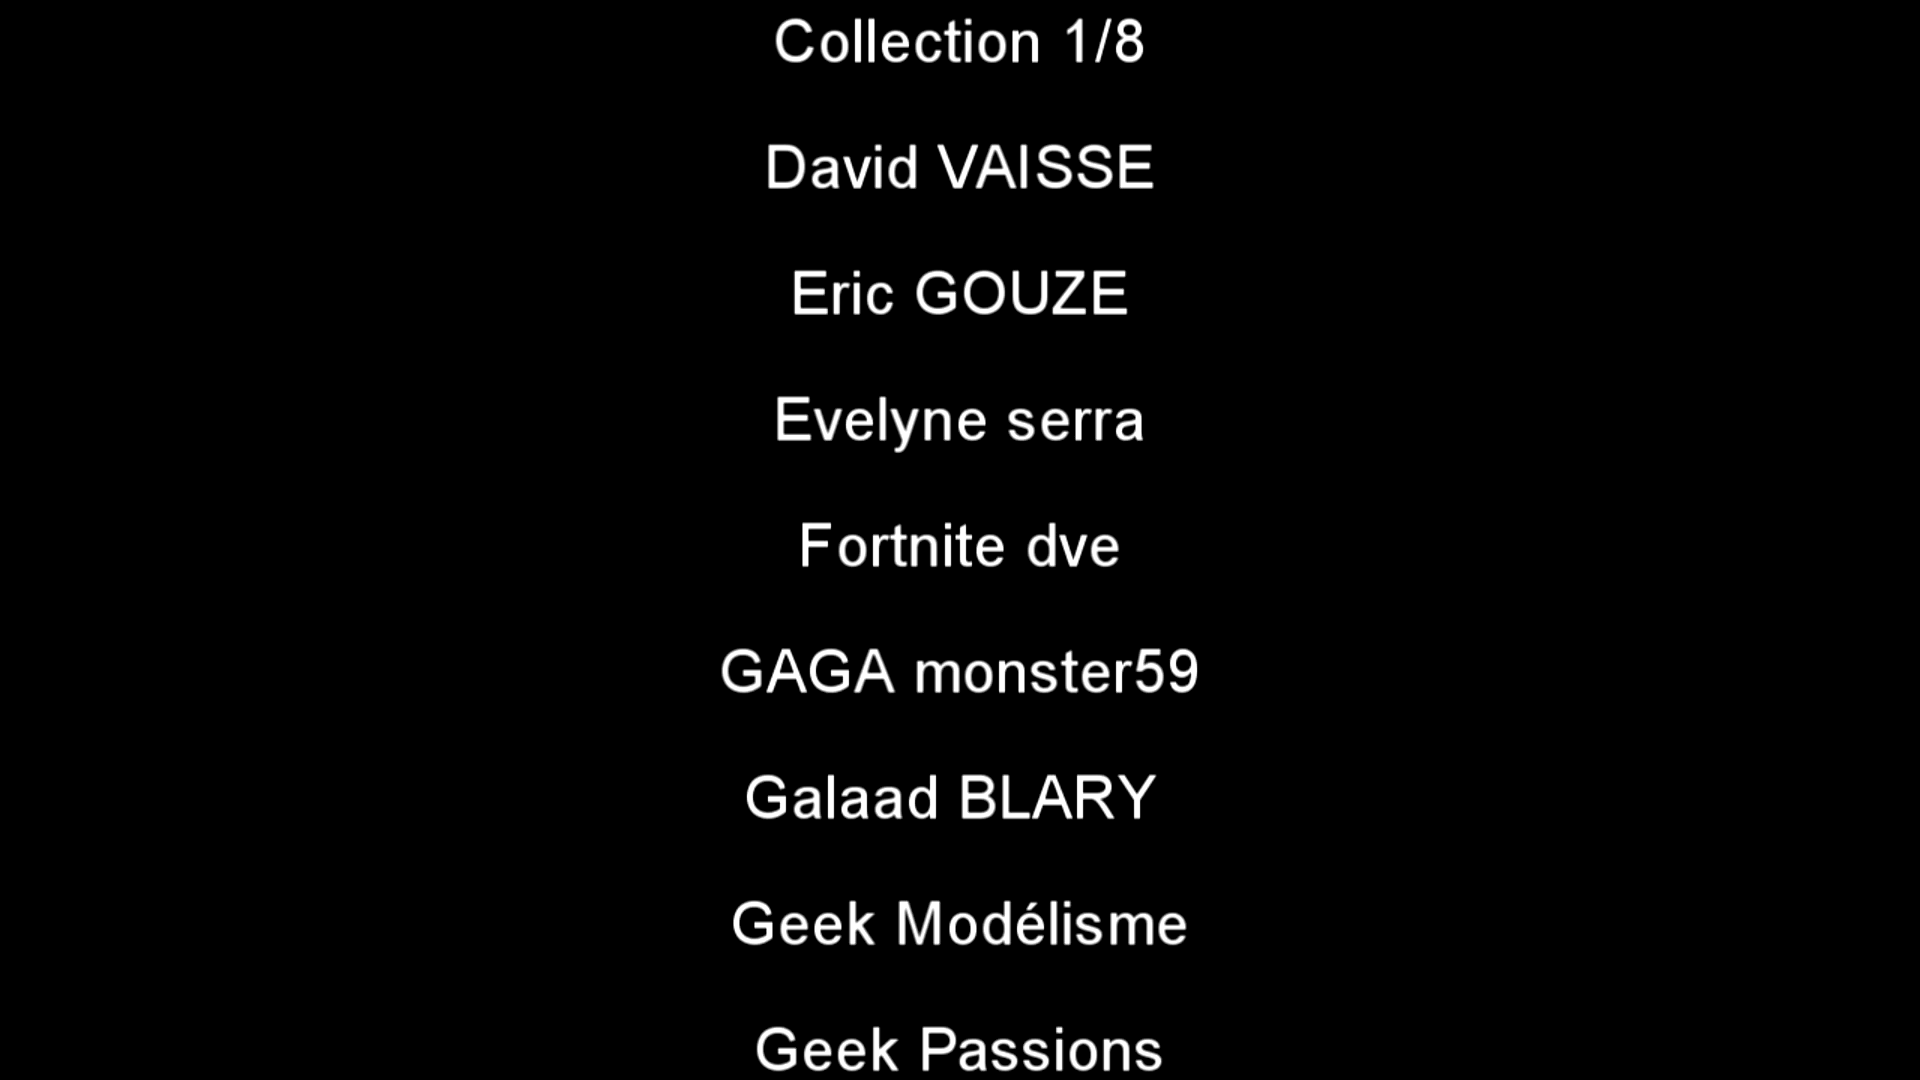 Collection 1/8
David VAISSE
Eric GOUZE
Evelyne serra
Fortnite dve
GAGA monster59
Galaad BLARY
Geek Modélisme
Geek Passions